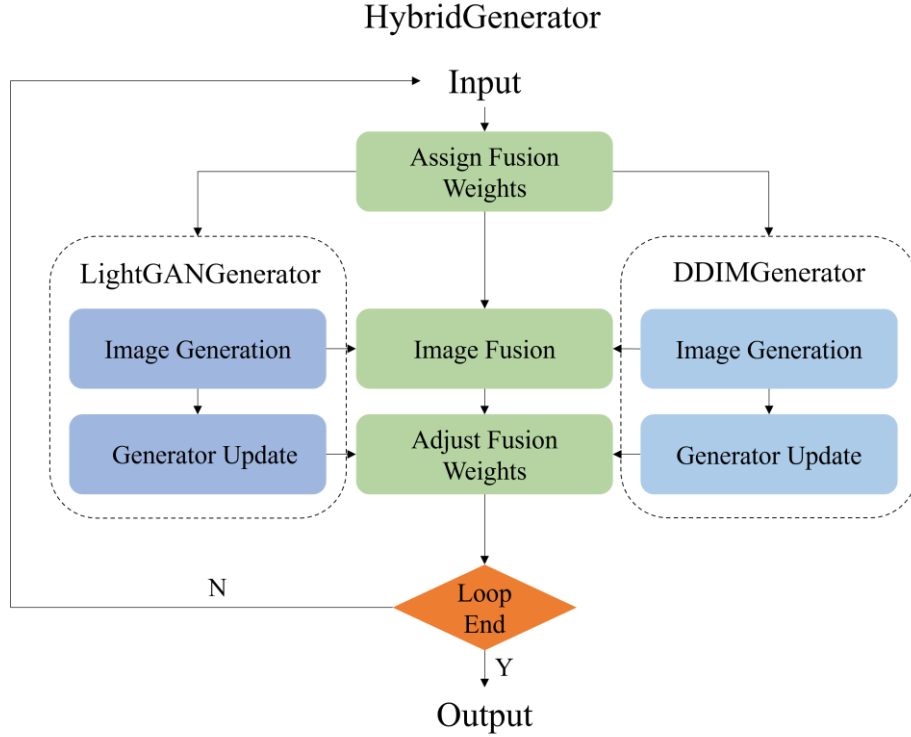 HybridGenerator
Input
Assign Fusion
Weights
LightGANGenerator
DDIMGenerator
Image Generation
Image Fusion
Image Generation
Generator Update
Adjust Fusion
Weights
Generator Update
N
Loop
End
Y
Output